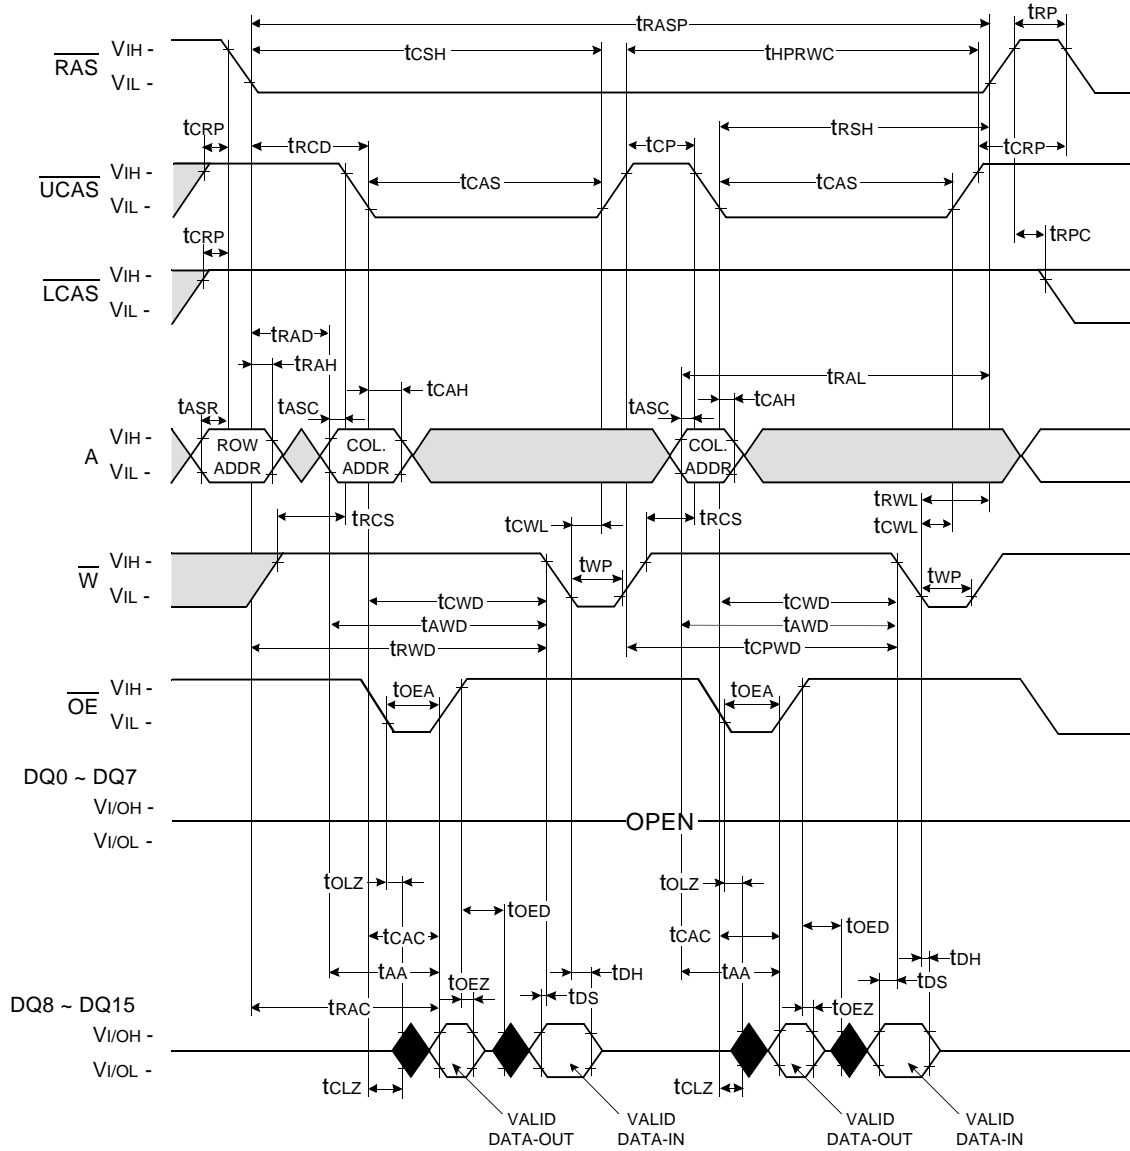 tRASP
tRP
RAS
VIH -
VIL -
tCSH
tHPRWC
tCRP
tRCD
tCP
tRSH
tCRP
UCAS
VIH -
VIL -
tCAS
tCAS
tCRP
tRPC
LCAS
VIH -
VIL -
tRAD
tRAH
tCAH
tRAL
tASR
tASC
tASC
tCAH
A
VIH -
VIL -
ROW
ADDR
COL.
ADDR
COL.
ADDR
tRWL
tRCS
tCWL
tRCS
tCWL
W
VIH -
VIL -
tWP
tWP
tCWD
tCWD
tAWD
tAWD
tRWD
tCPWD
OE
VIH -
VIL -
tOEA
tOEA
DQ0 ~ DQ7
VI/OH -
VI/OL -
OPEN
tOLZ
tOLZ
tOED
tOED
tCAC
tCAC
tAA
tOEZ
tDH
tAA
tDH
tDS
tDS
tRAC
tOEZ
DQ8 ~ DQ15
VI/OH -
VI/OL -
tCLZ
tCLZ
VALID
DATA-OUT
VALID
DATA-IN
VALID
DATA-OUT
VALID
DATA-IN